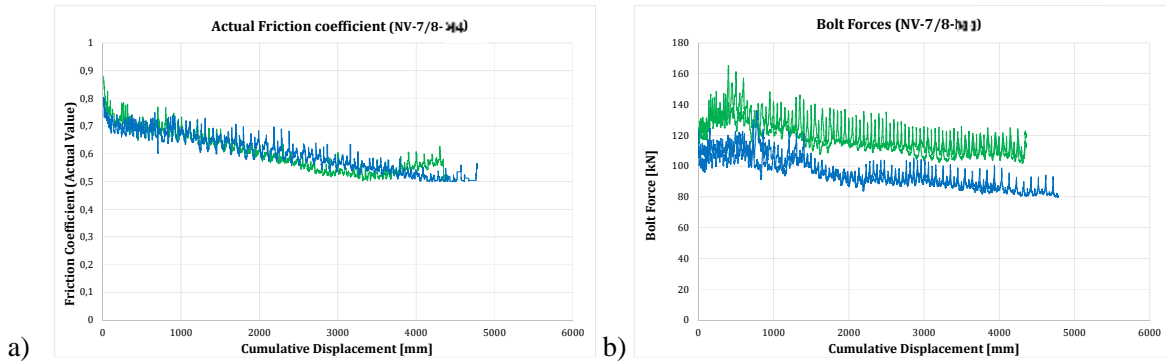 Actual Friction coefficient (NV-7/8-
Friction Coefficient (Actual Value)
1
0,9
0,8
0,7
0,6
0,5
0,4
0,3
0,2
0,1
0
0 1000 2000 3000 4000 5000 6000
Cumulative Displacement [mm]
a)
Bolt Forces (NV-7/8-
Bolt Force [kN]
180
160
140
120
100
80
60
40
20
0
0 1000 2000 3000 4000 5000 6000
Cumulative Displacement [mm]
b)